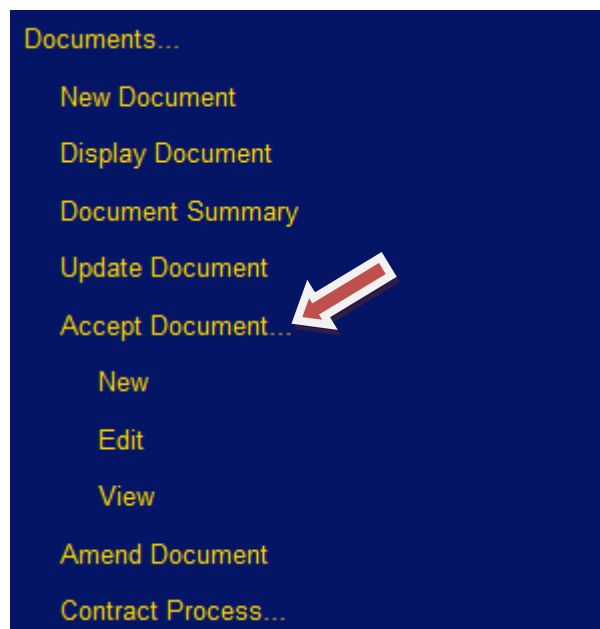 Documents...
New Document
Display Document
Document Summary
Update Document
Accept Document...
New
Edit
View
Amend Document
Contract Process...